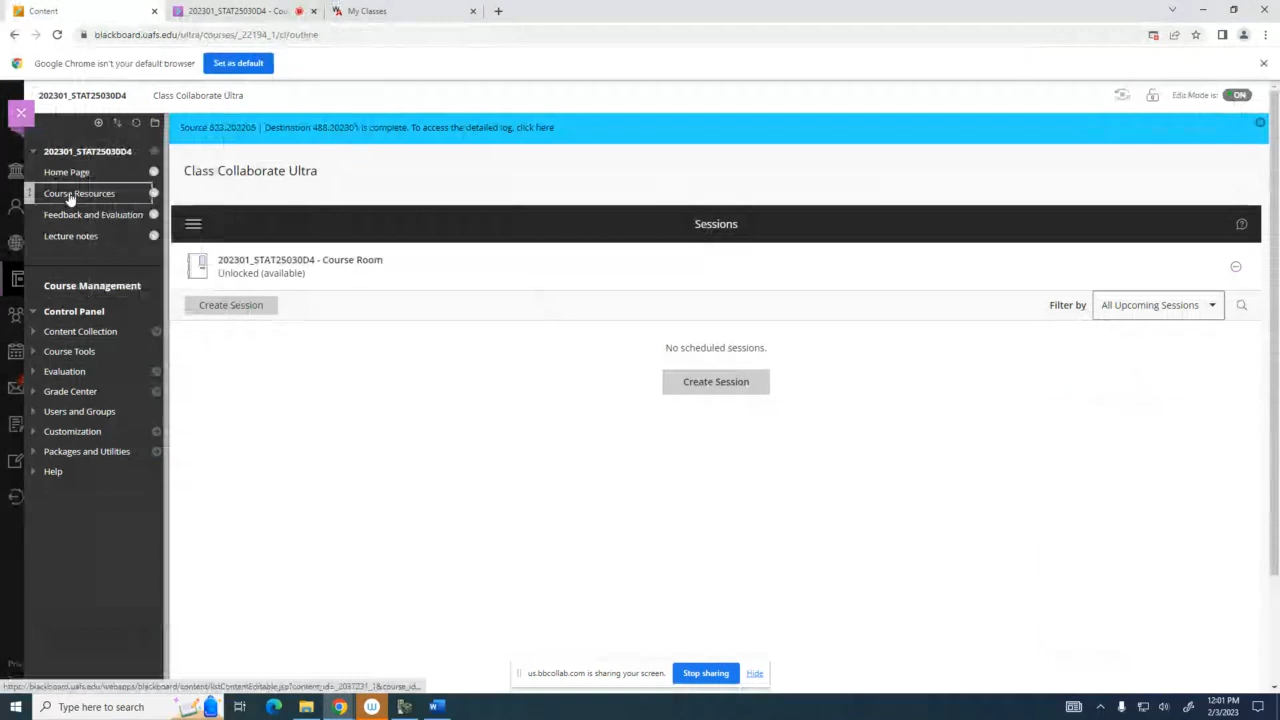 Content
202301_STAT25030D4 - Cou
My Classes
blackboard.uafs.edu/ultra/courses/_22194_1/cl/outline
Google Chrome isn't your default browser
Set as default
202301_STAT25030D4
Class Collaborate Ultra
Edit Mode is:
ON
Source 623.202205 | Destination 488.202301 is complete. To access the detailed log, click here
202301_STAT25030D4
Home Page
Course Resources
Feedback and Evaluation
Lecture notes
Course Management
Control Panel
Content Collection
Course Tools
Evaluation
Grade Center
Users and Groups
Customization
Packages and Utilities
Help
Class Collaborate Ultra
Sessions
202301_STAT25030D4 - Course Room
Unlocked (available)
Create Session
Filter by
All Upcoming Sessions
No scheduled sessions.
Create Session
Pri
us.bbcollab.com is sharing your screen.
Stop sharing
Hide
https://blackboard.uafs.edu/webapps/blackboard/content/listContentEditable.jsp?content_id=_2037231_1&course_id...
Type here to search
12:01 PM
2/3/2023